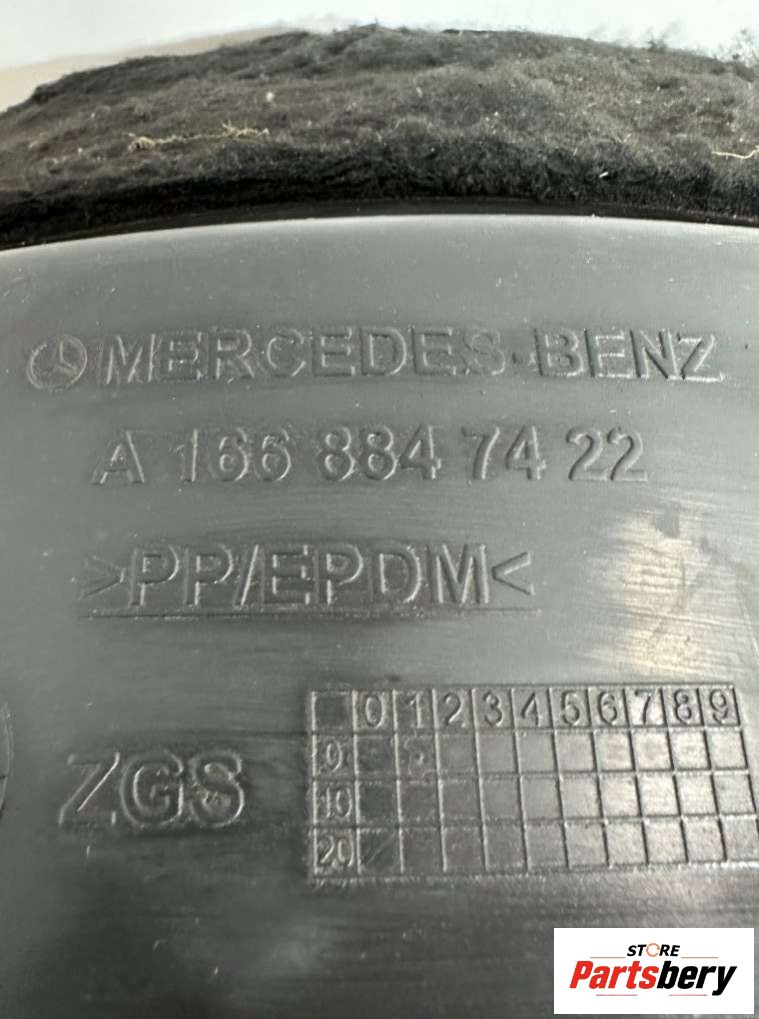 MERCEDES-BENZ
A 166 884 74 22
>PP/EPDM<
0 1 2 3 4 5 6 7 8 9
ZGS
0
10
20
STORE
Partsbery